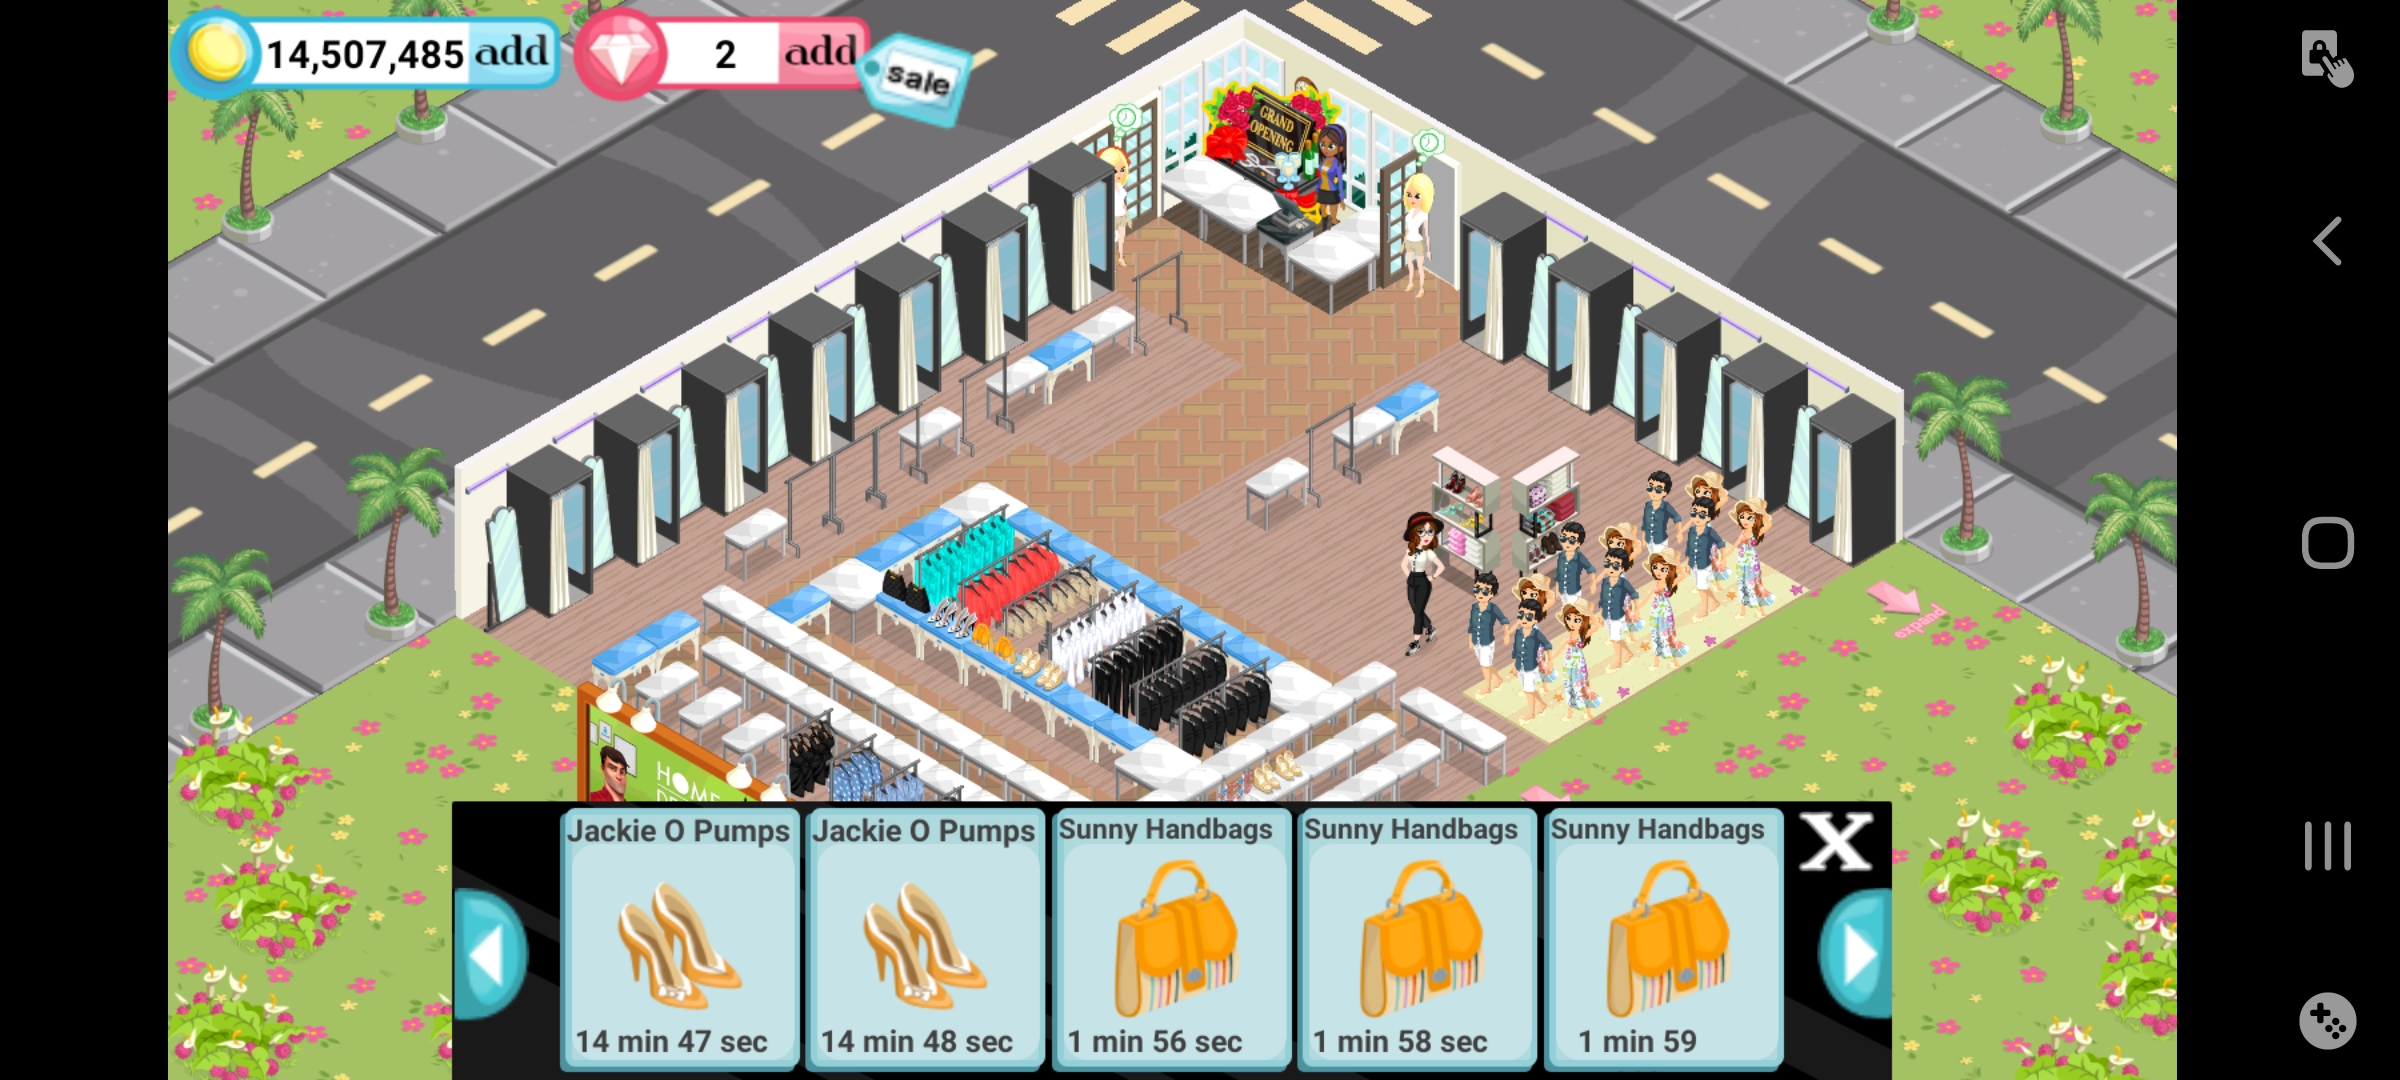 14,507,485 add
2 add
sale
GRAND
OPENING
expand
HOME
Jackie O Pumps
14 min 47 sec
Jackie O Pumps
14 min 48 sec
Sunny Handbags
1 min 56 sec
Sunny Handbags
1 min 58 sec
Sunny Handbags
1 min 59
X